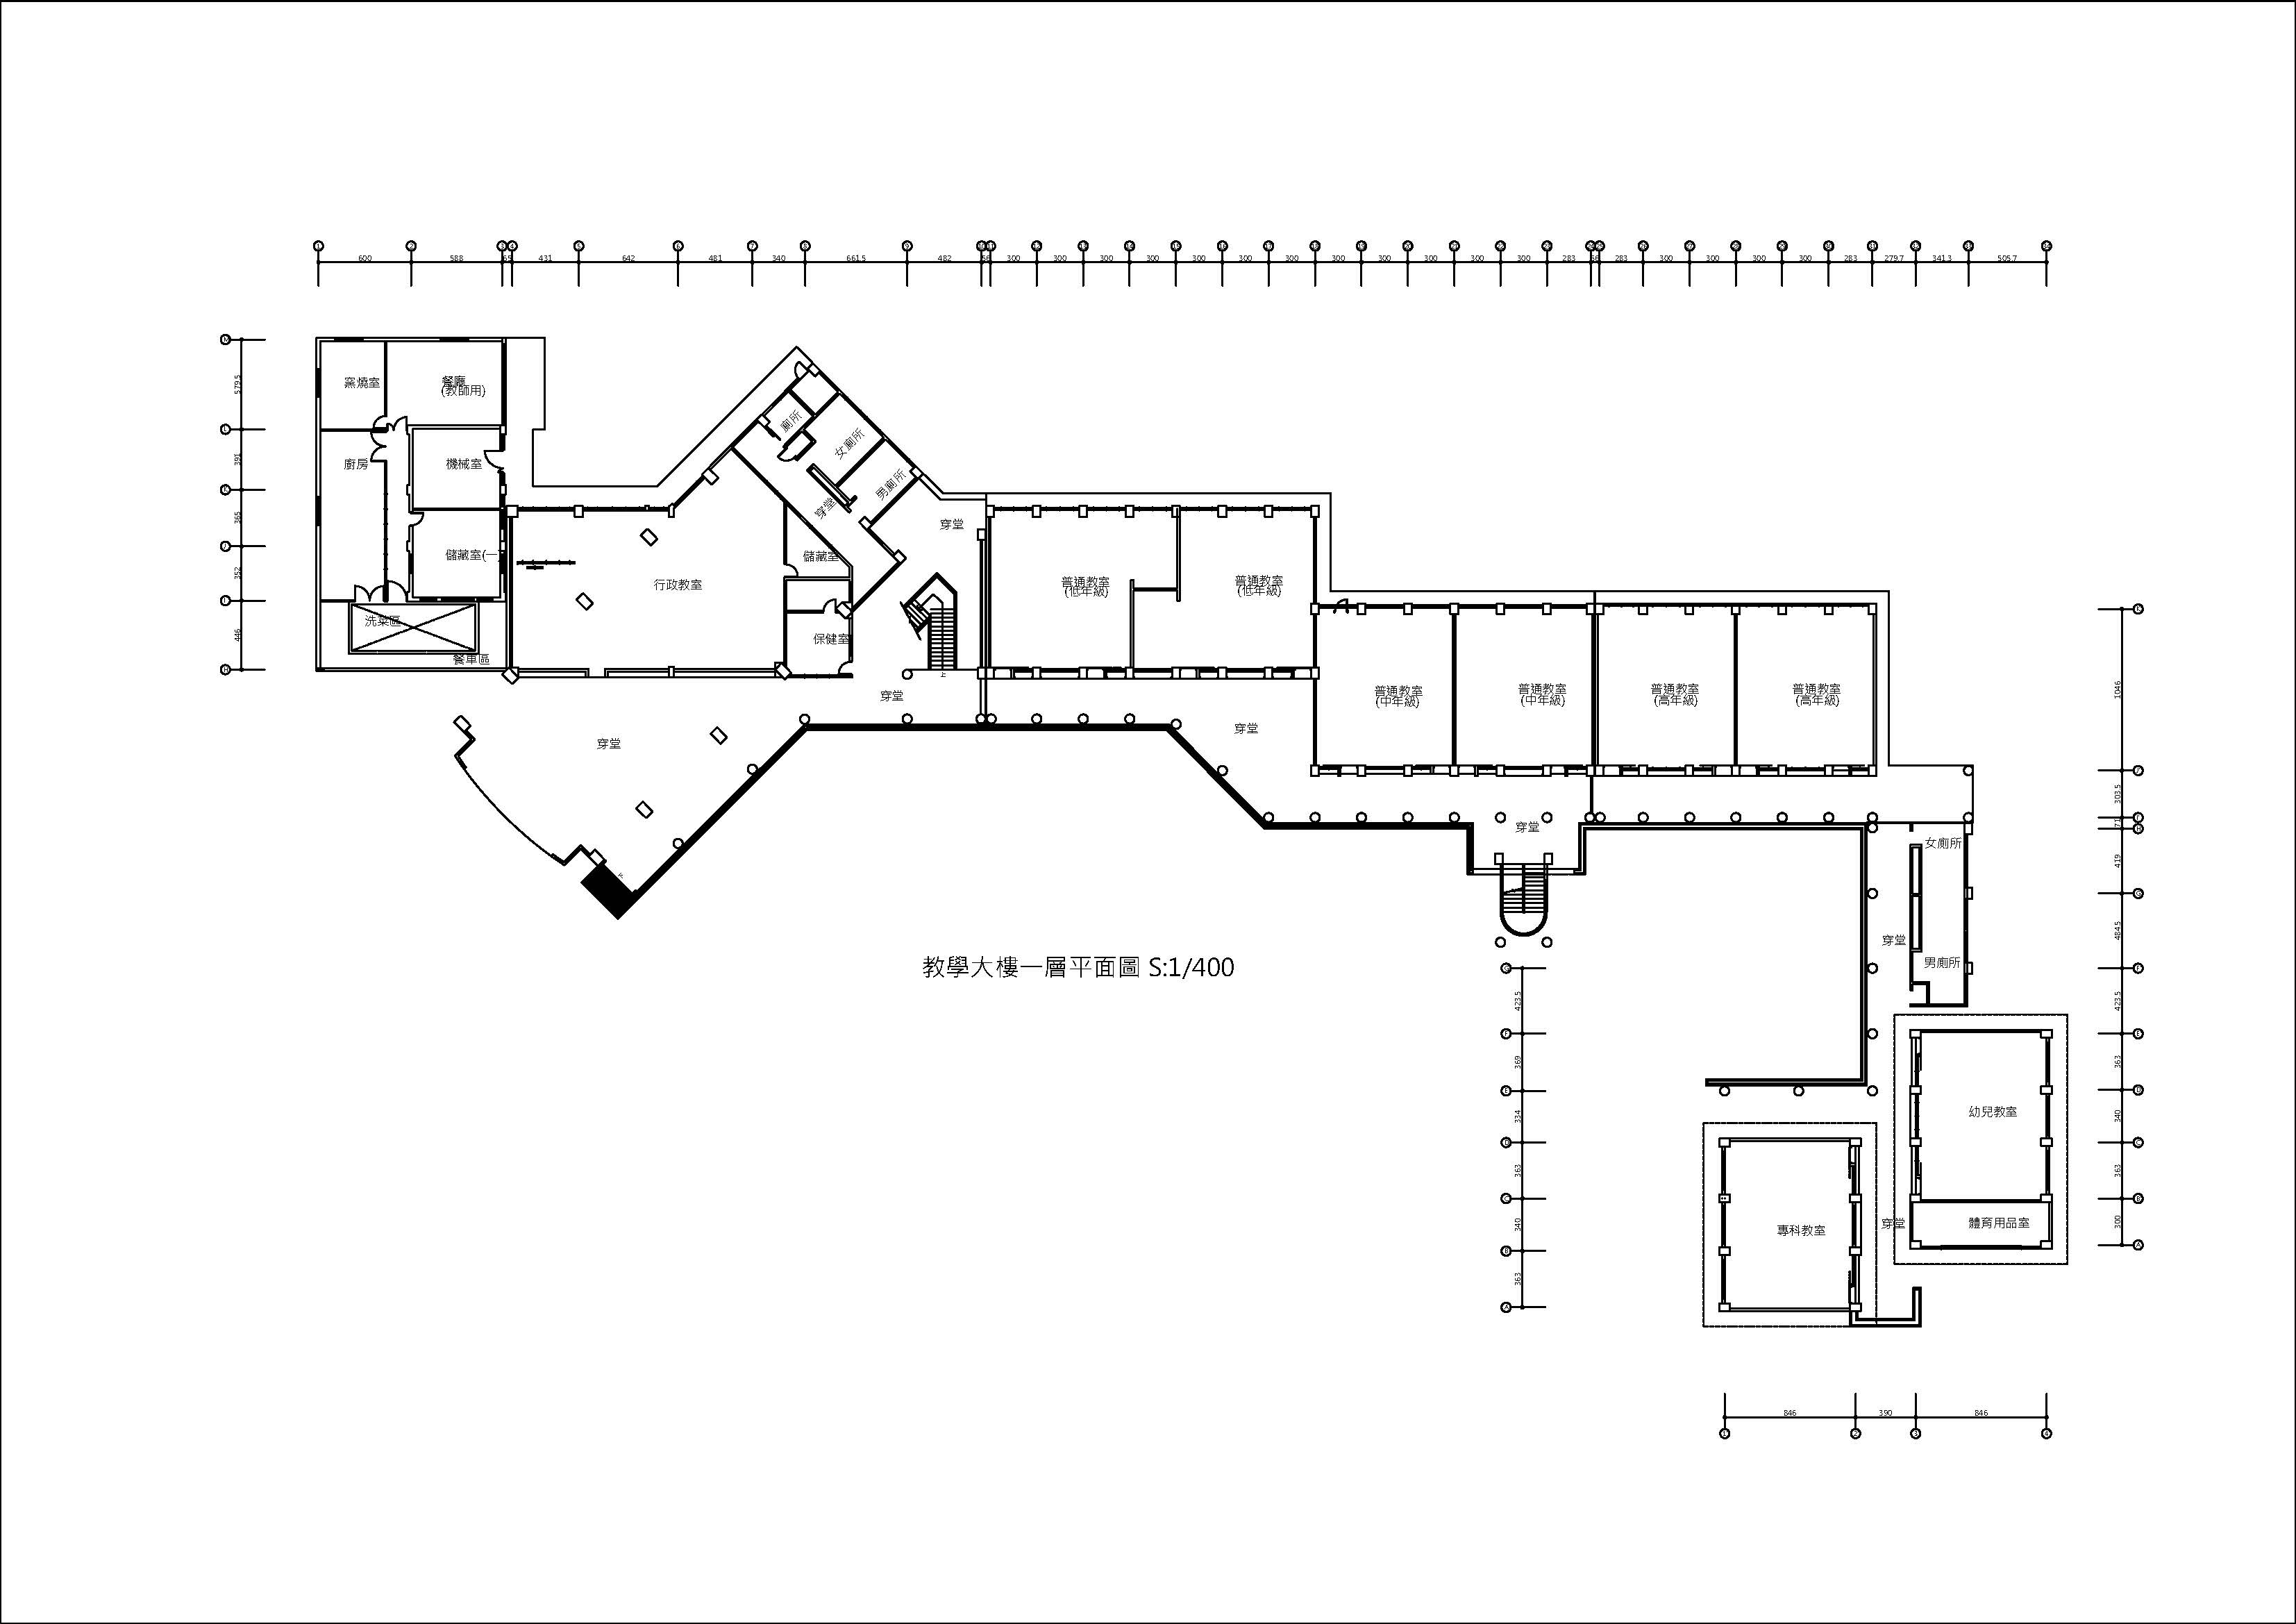 600 588 65 431 642 481 340 661.5 482 56 300 300 300 300 300 300 300 300 300 300 300 300 283 56 283 300 300 300 300 283 279.7 341.3 505.7
579.5
391
365
352
446
窯燒室
餐廳
(教師用)
廚房
機械室
儲藏室(一)
洗菜區
餐車區
行政教室
廁所
女廁所
男廁所
穿堂
穿堂
儲藏室
保健室
上
穿堂
穿堂
下
普通教室
(低年級)
普通教室
(低年級)
穿堂
普通教室
(中年級)
普通教室
(中年級)
普通教室
(高年級)
普通教室
(高年級)
穿堂
女廁所
穿堂
男廁所
幼兒教室
專科教室
穿堂
體育用品室
教學大樓一層平面圖 S:1/400
423.5
369
334
363
340
363
1046
303.5
71
419
484.5
423.5
363
340
363
300
846 390 846